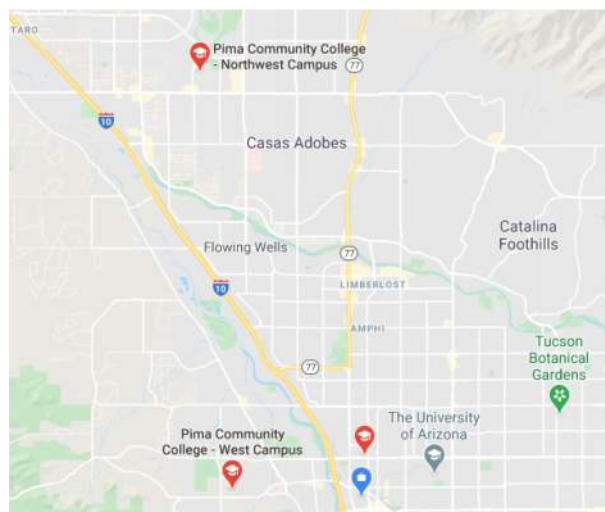 TARO
Pima Community College
- Northwest Campus
77
10
Casas Adobes
Catalina
Foothills
Flowing Wells
77
10
LIMBERLOST
AMPHI
Tucson
Botanical
Gardens
77
The University
of Arizona
Pima Community
College - West Campus